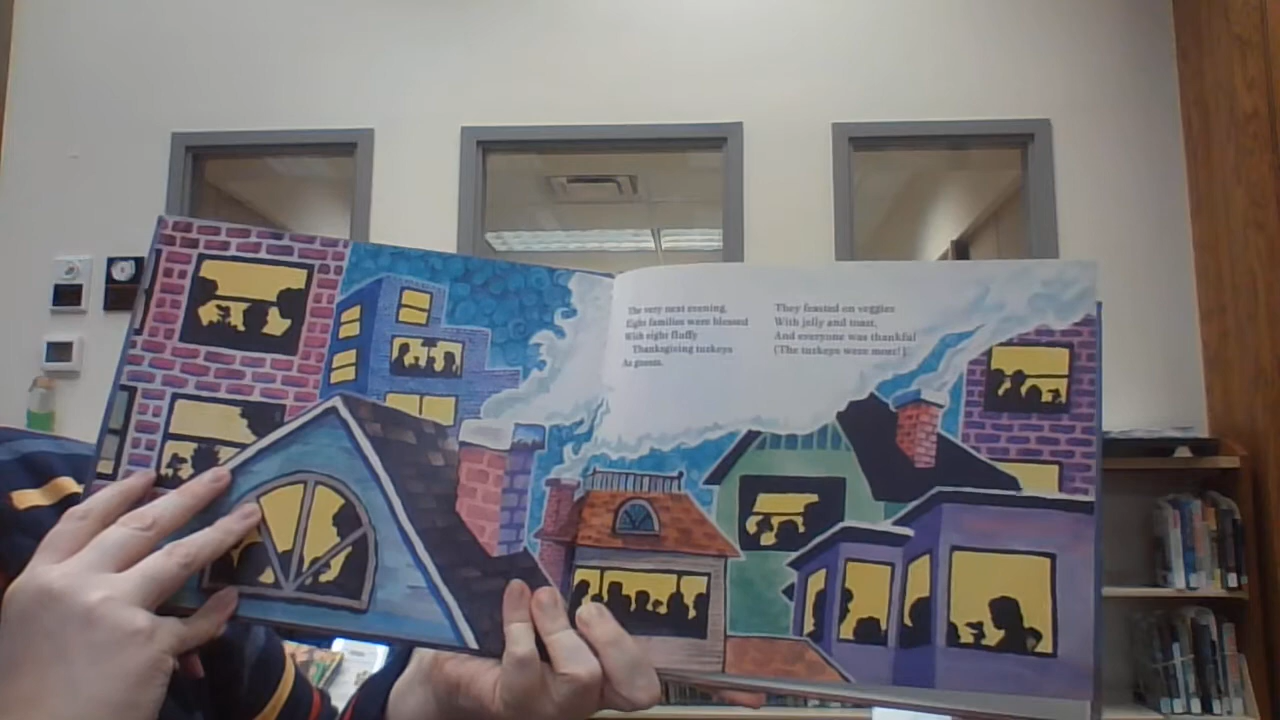 The very next evening,
Eight families were blessed
With eight fluffy
Thanksgiving turkeys
As guests.
They feasted on veggies
With jelly and toast,
And everyone was thankful
(The turkeys were most!).